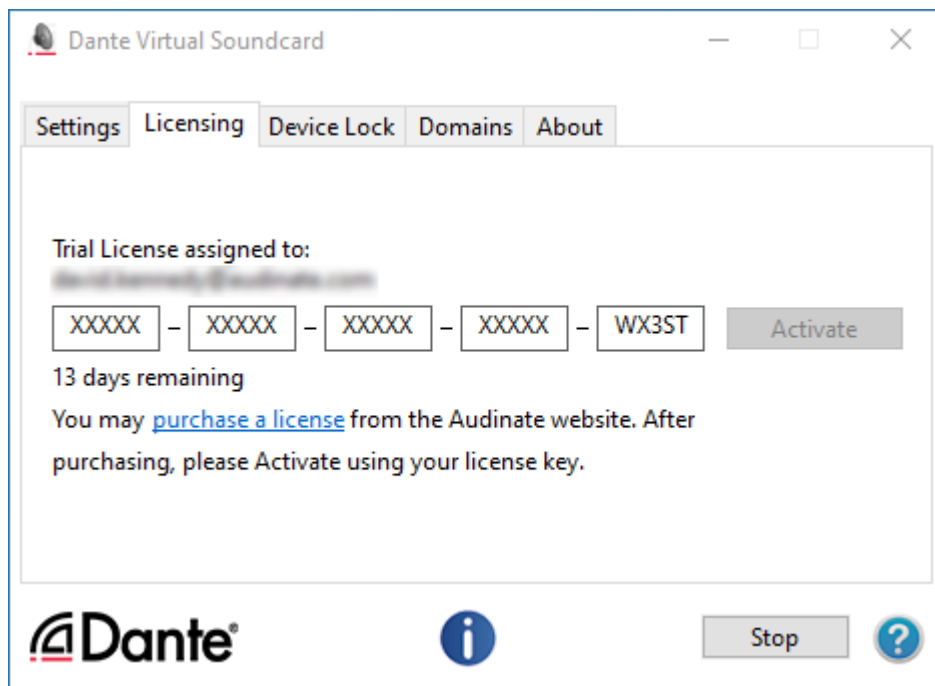 Dante Virtual Soundcard
Settings Licensing Device Lock Domains About
Trial License assigned to:
XXXXX – XXXXX – XXXXX – XXXXX – WX3ST Activate
13 days remaining
You may purchase a license from the Audinate website. After
purchasing, please Activate using your license key.
Dante® i Stop ?